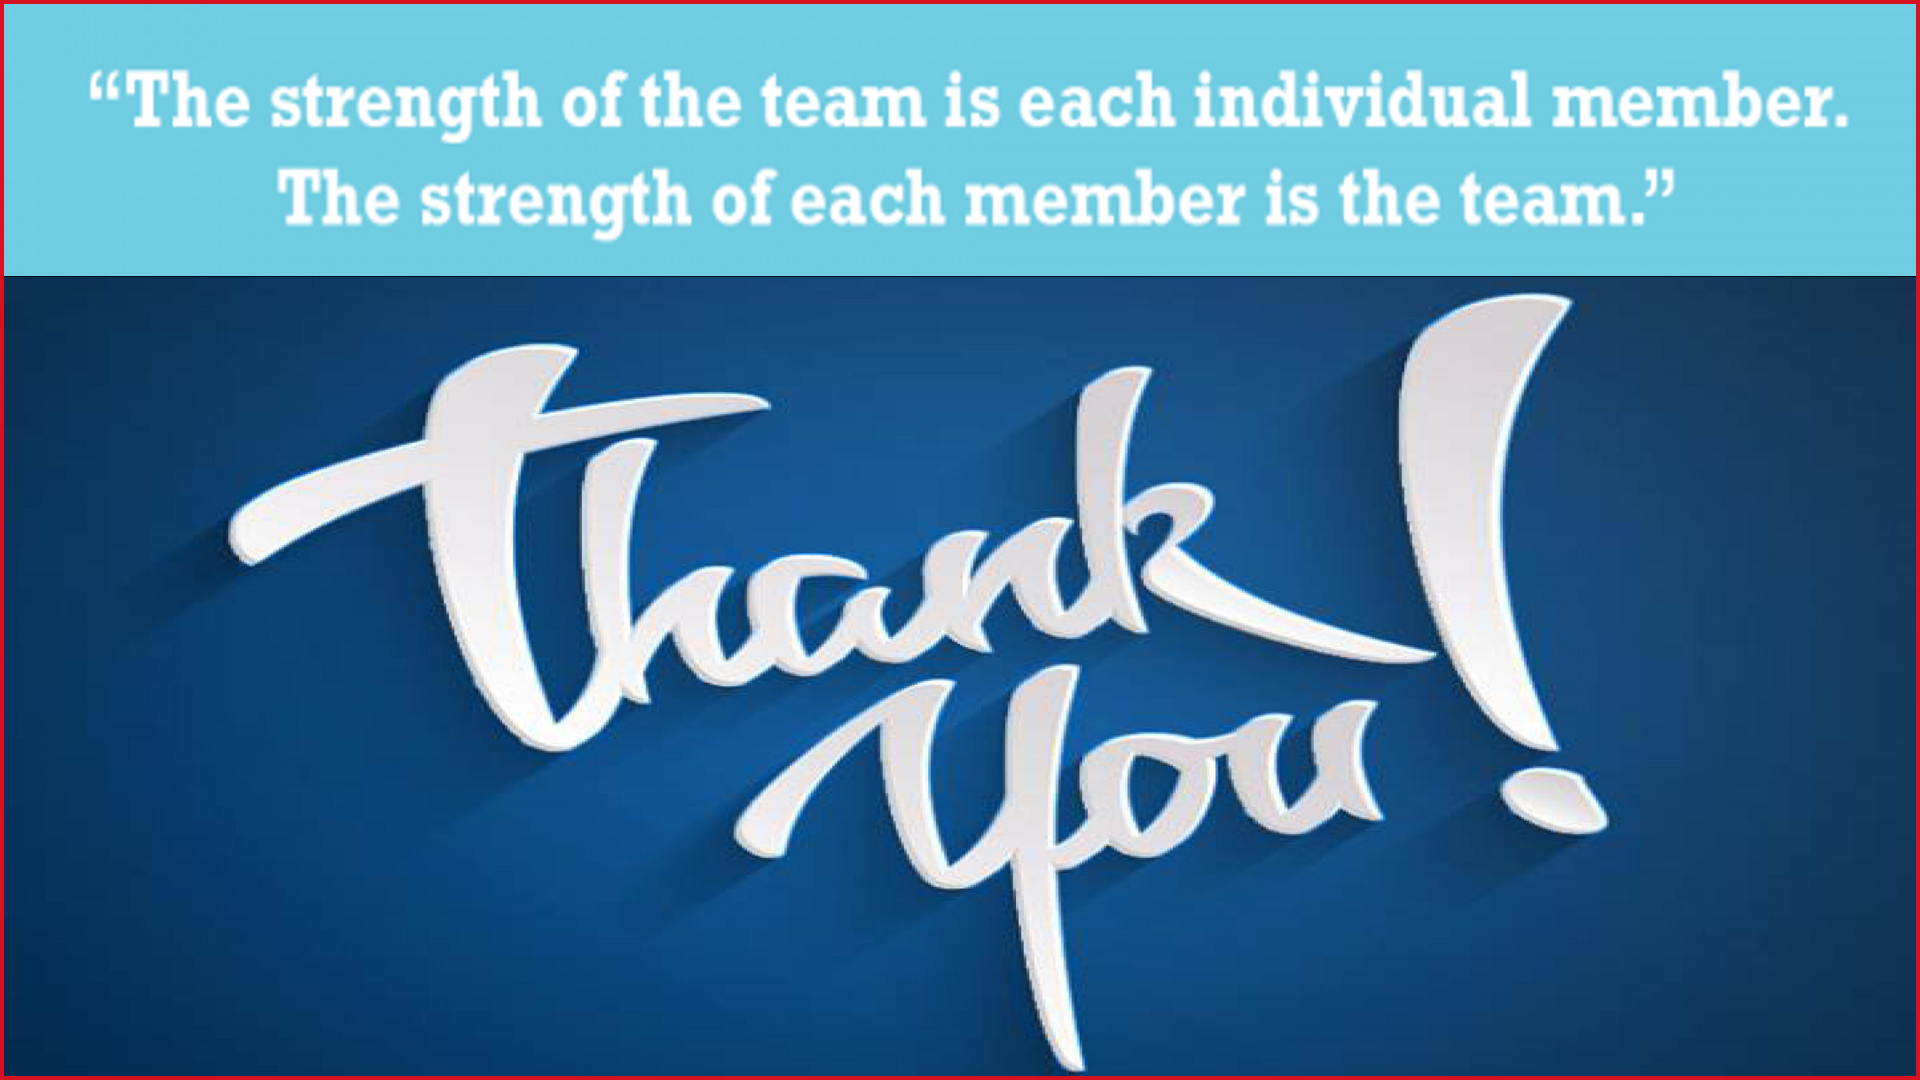 “The strength of the team is each individual member.
The strength of each member is the team.”
Thank
You!